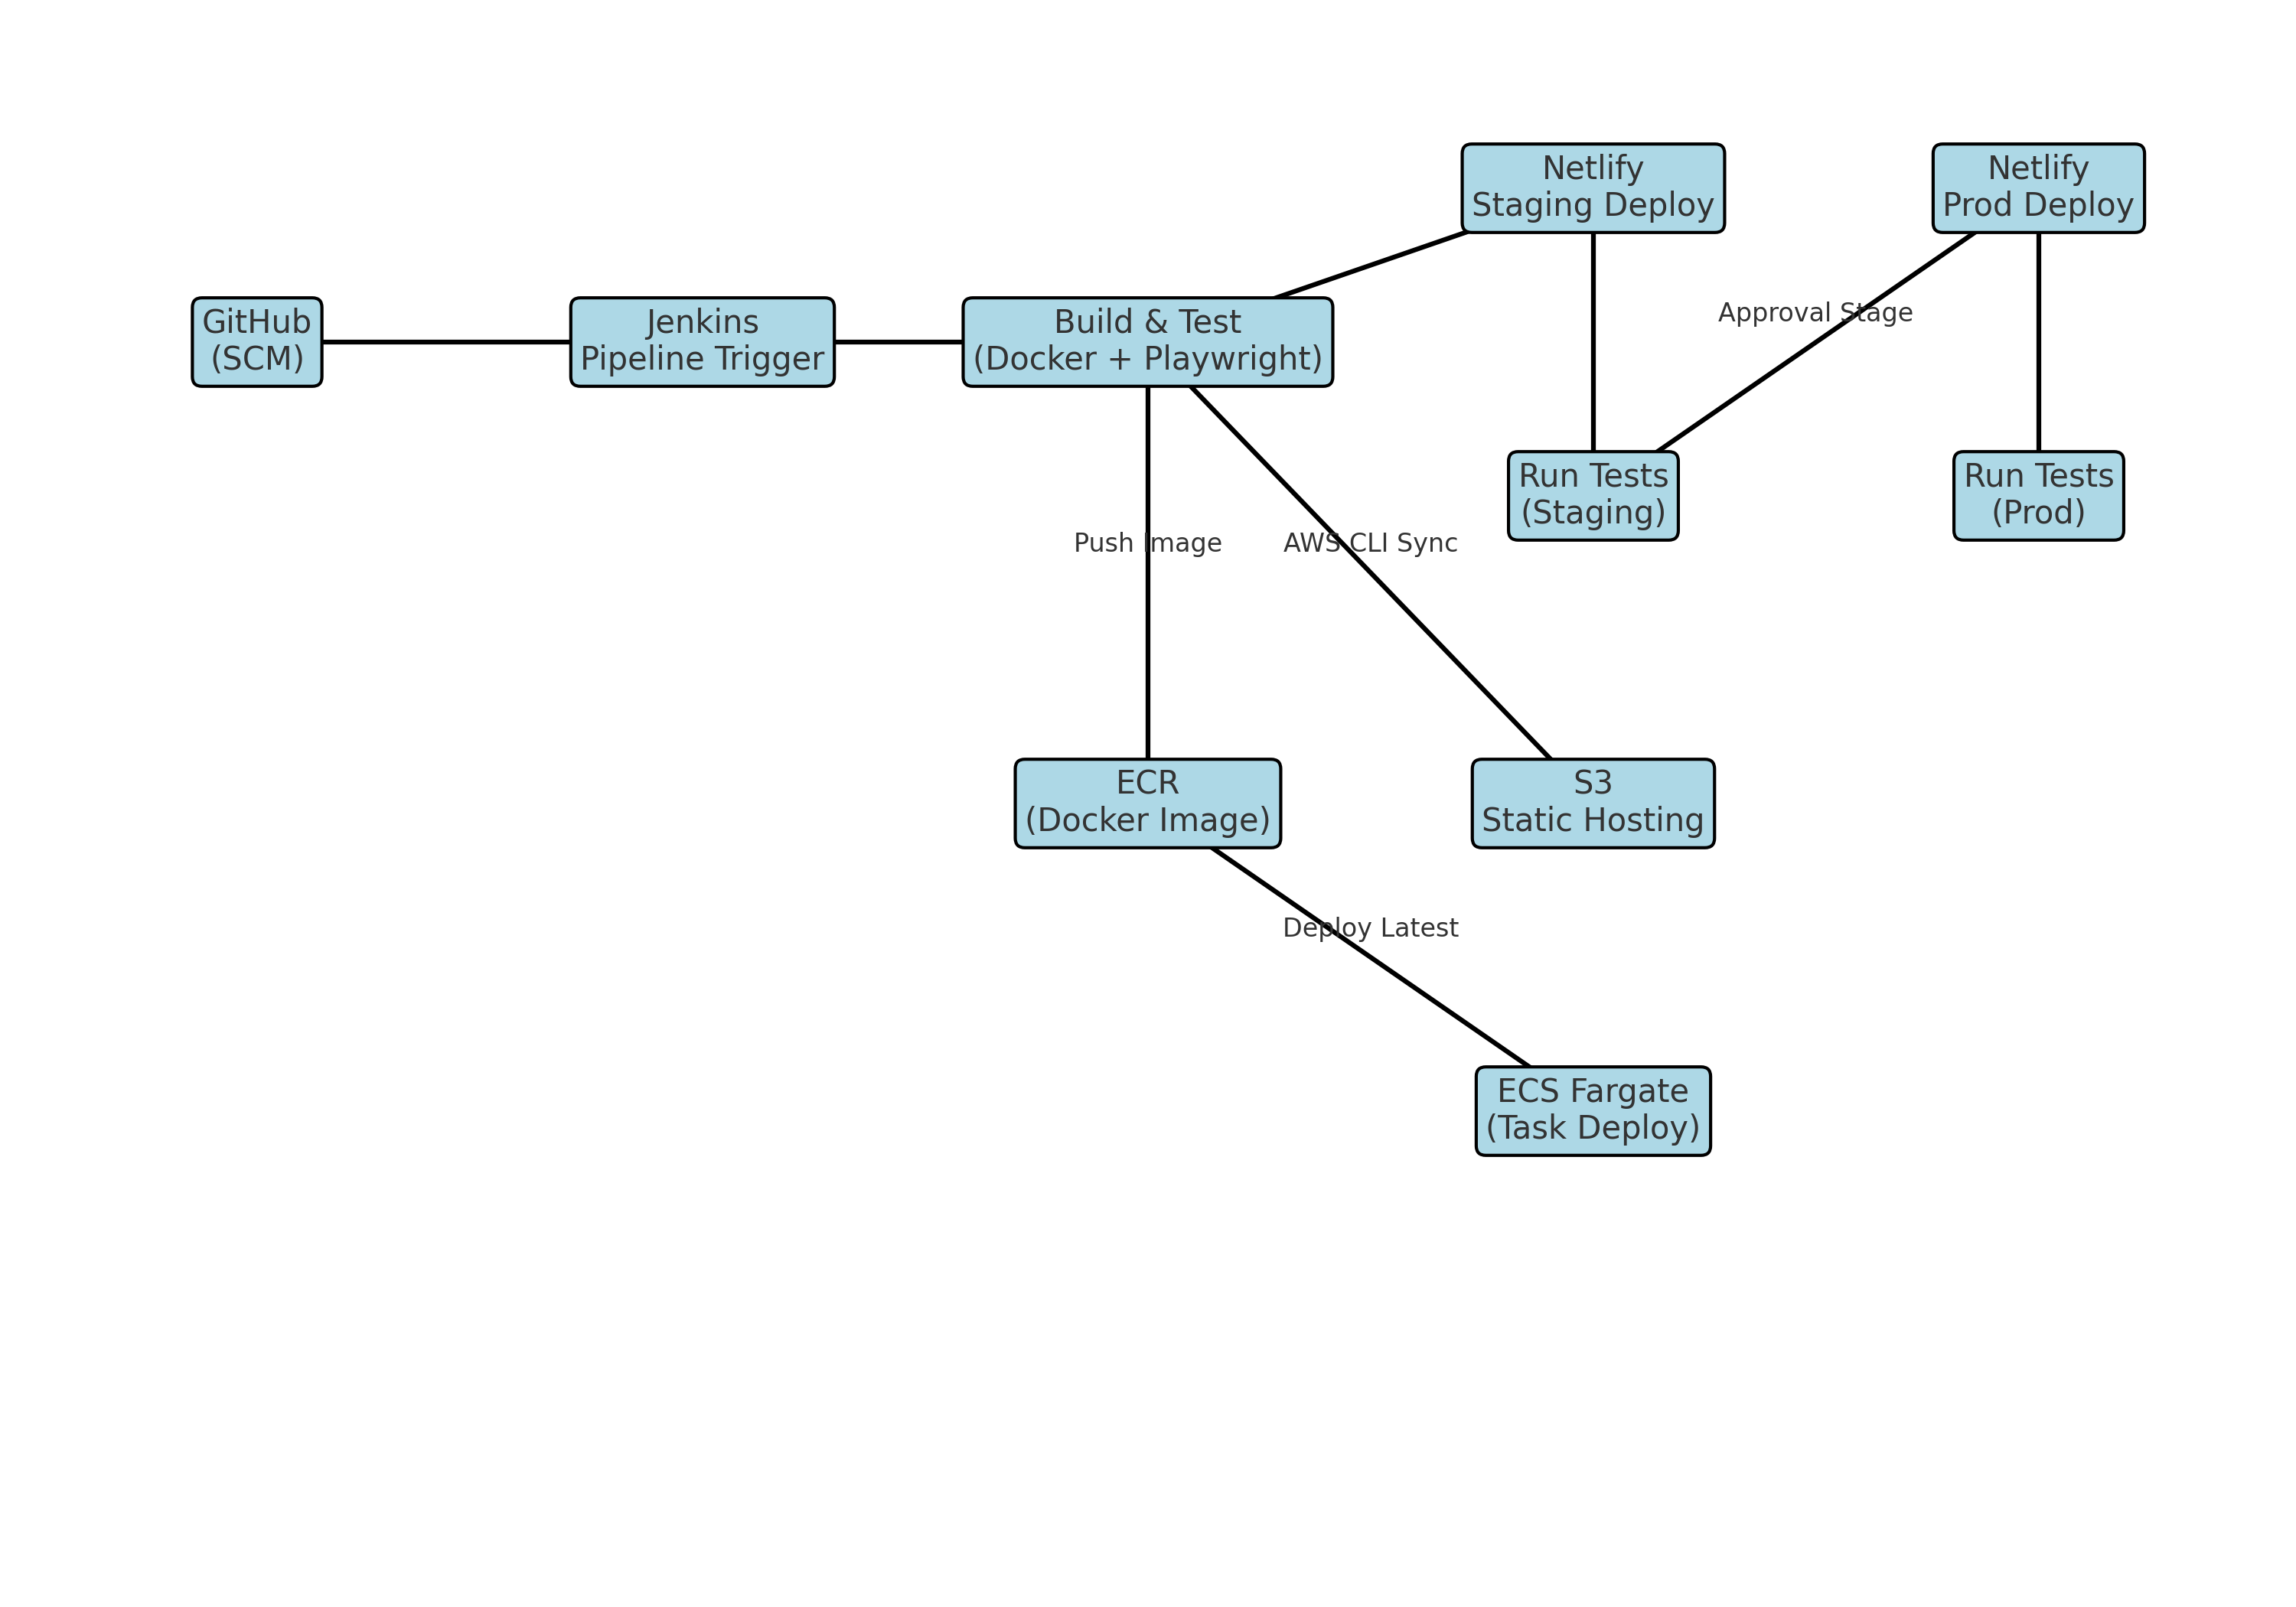 Netlify
Staging Deploy
Netlify
Prod Deploy
GitHub
(SCM)
Jenkins
Pipeline Trigger
Build & Test
(Docker + Playwright)
Approval Stage
Run Tests
(Staging)
Run Tests
(Prod)
Push Image
AWS CLI Sync
ECR
(Docker Image)
S3
Static Hosting
Deploy Latest
ECS Fargate
(Task Deploy)